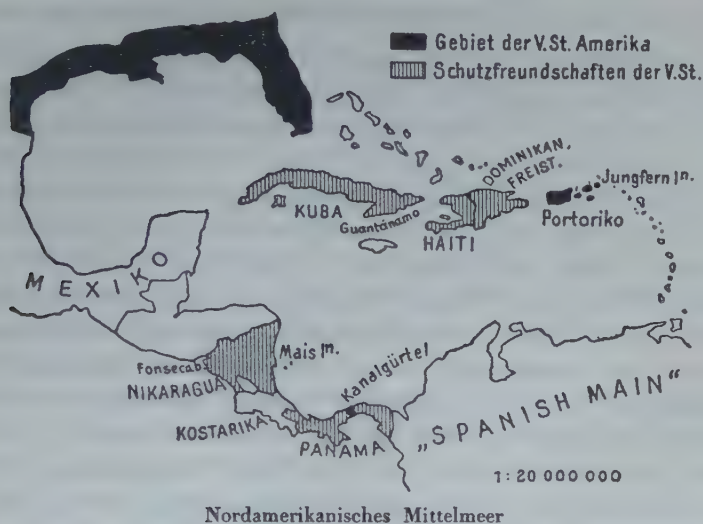 Gebiet der V.St. Amerika
Schutzfreundschaften der V.St.
DOMINIKAN.
FREIST.
Jungfern In.
KUBA
Guantánamo
HAITI
Portoriko
MEXIKO
Fonsecab.
Mais In.
NIKARAGUA
Kanalgürtel
KOSTARIKA
PANAMA
„SPANISH MAIN“
1:20 000 000
Nordamerikanisches Mittelmeer